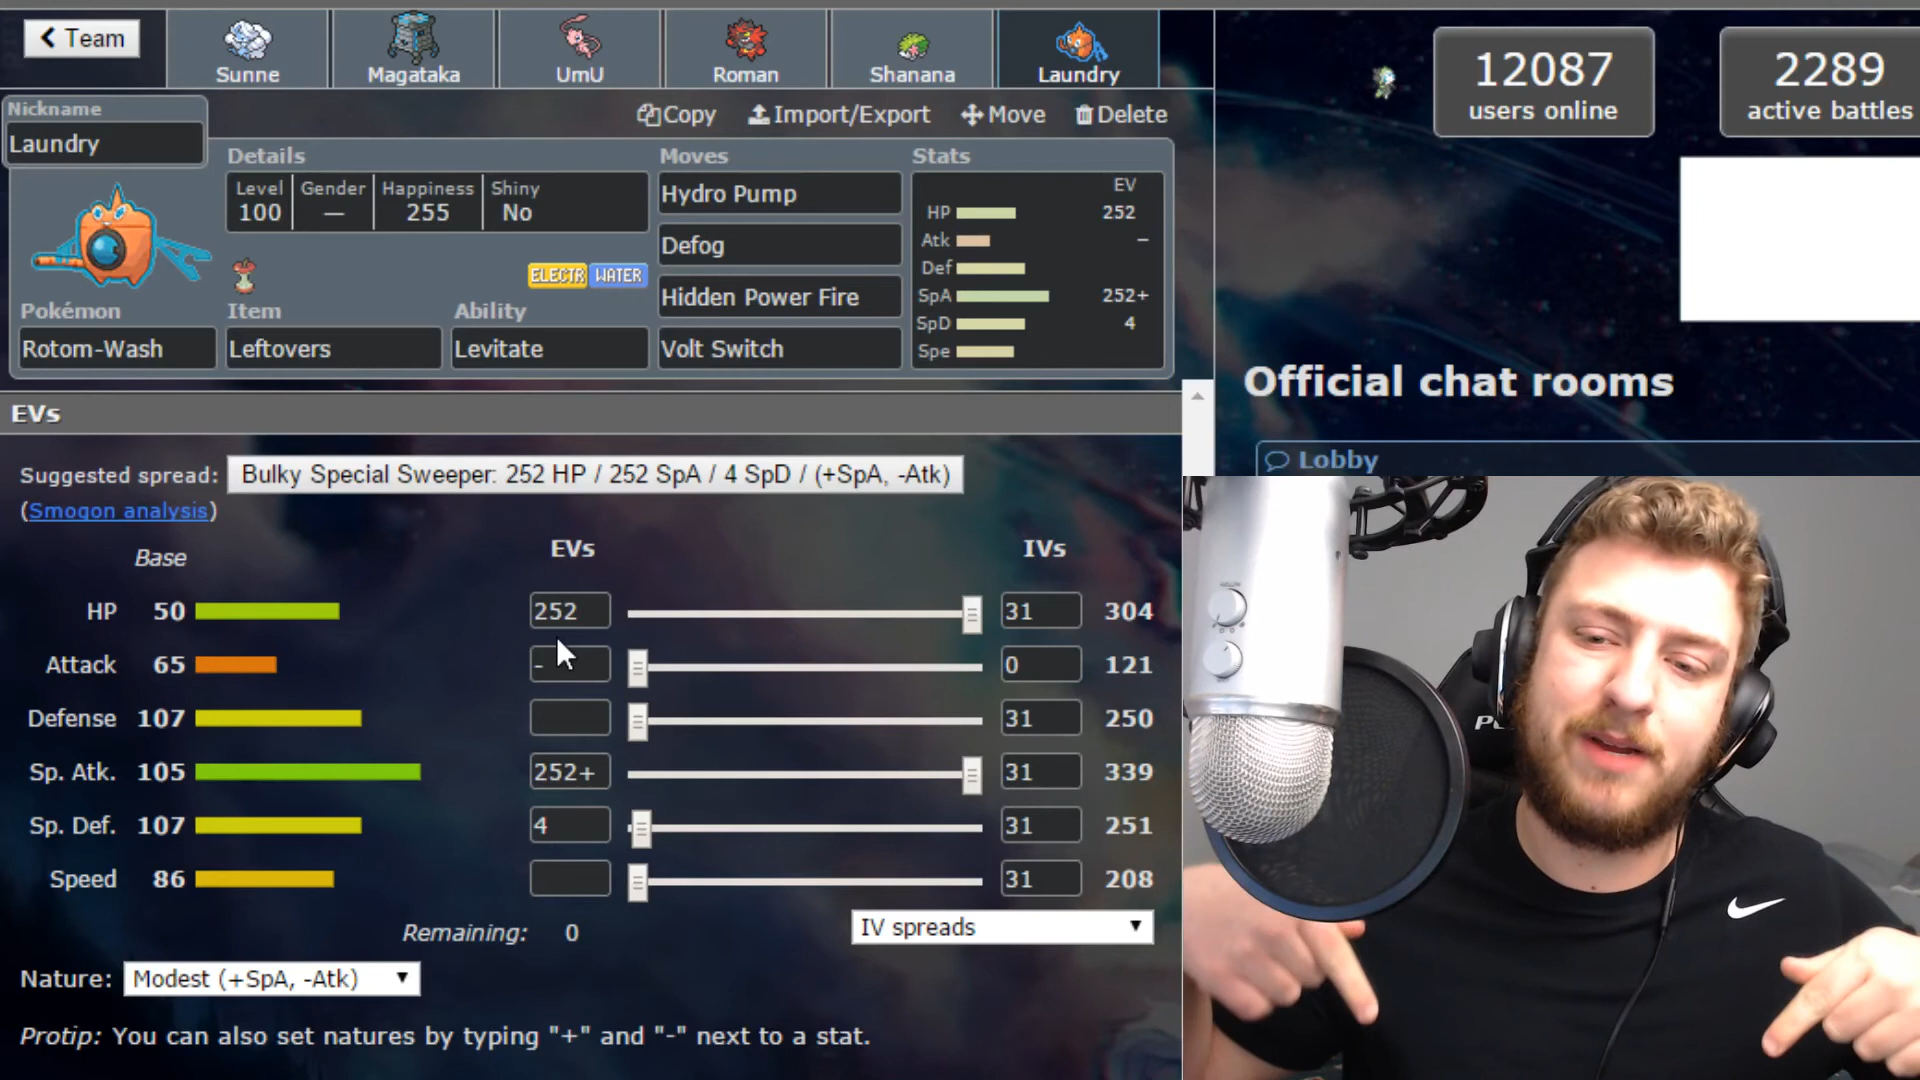 Team
Sunne
Magataka
UmU
Roman
Shanana
Laundry
12087
users online
2289
active battles
Nickname
Laundry
Copy
Import/Export
Move
Delete
Details
Level
100
Gender
—
Happiness
255
Shiny
No
ELECTR
WATER
Pokémon
Rotom-Wash
Item
Leftovers
Ability
Levitate
Moves
Hydro Pump
Defog
Hidden Power Fire
Volt Switch
Stats
EV
HP 252
Atk –
Def
SpA 252+
SpD 4
Spe
Official chat rooms
Lobby
EVs
Suggested spread: Bulky Special Sweeper: 252 HP / 252 SpA / 4 SpD / (+SpA, -Atk)
(Smogon analysis)
Base EVs IVs
HP 50 252 31 304
Attack 65 - 0 121
Defense 107 31 250
Sp. Atk. 105 252+ 31 339
Sp. Def. 107 4 31 251
Speed 86 31 208
Remaining: 0
IV spreads
Nature: Modest (+SpA, -Atk)
Protip: You can also set natures by typing "+" and "-" next to a stat.